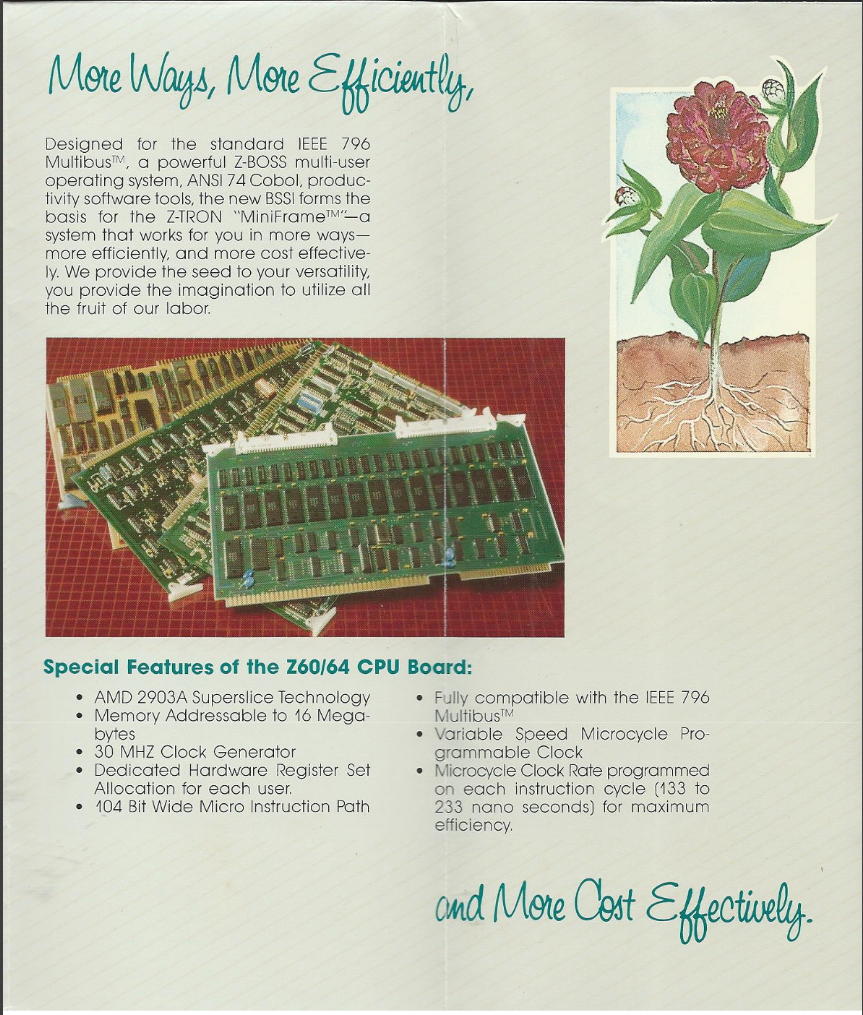 More Ways, More Efficiently,
Designed for the standard IEEE 796
Multibus™, a powerful Z-BOSS multi-user
operating system, ANSI 74 Cobol, produc-
tivity software tools, the new BSSI forms the
basis for the Z-TRON "MiniFrame™"—a
system that works for you in more ways—
more efficiently, and more cost effective-
ly. We provide the seed to your versatility,
you provide the imagination to utilize all
the fruit of our labor.
Special Features of the Z60/64 CPU Board:
• AMD 2903A Superslice Technology
• Memory Addressable to 16 Mega-
bytes
• 30 MHZ Clock Generator
• Dedicated Hardware Register Set
Allocation for each user.
• 104 Bit Wide Micro Instruction Path
• Fully compatible with the IEEE 796
Multibus™
• Variable Speed Microcycle Pro-
grammable Clock
• Microcycle Clock Rate programmed
on each instruction cycle (133 to
233 nano seconds) for maximum
efficiency.
and More Cost Effectively.